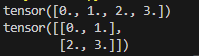 tensor([0., 1., 2., 3.])
tensor([[0., 1.],
        [2., 3.]])